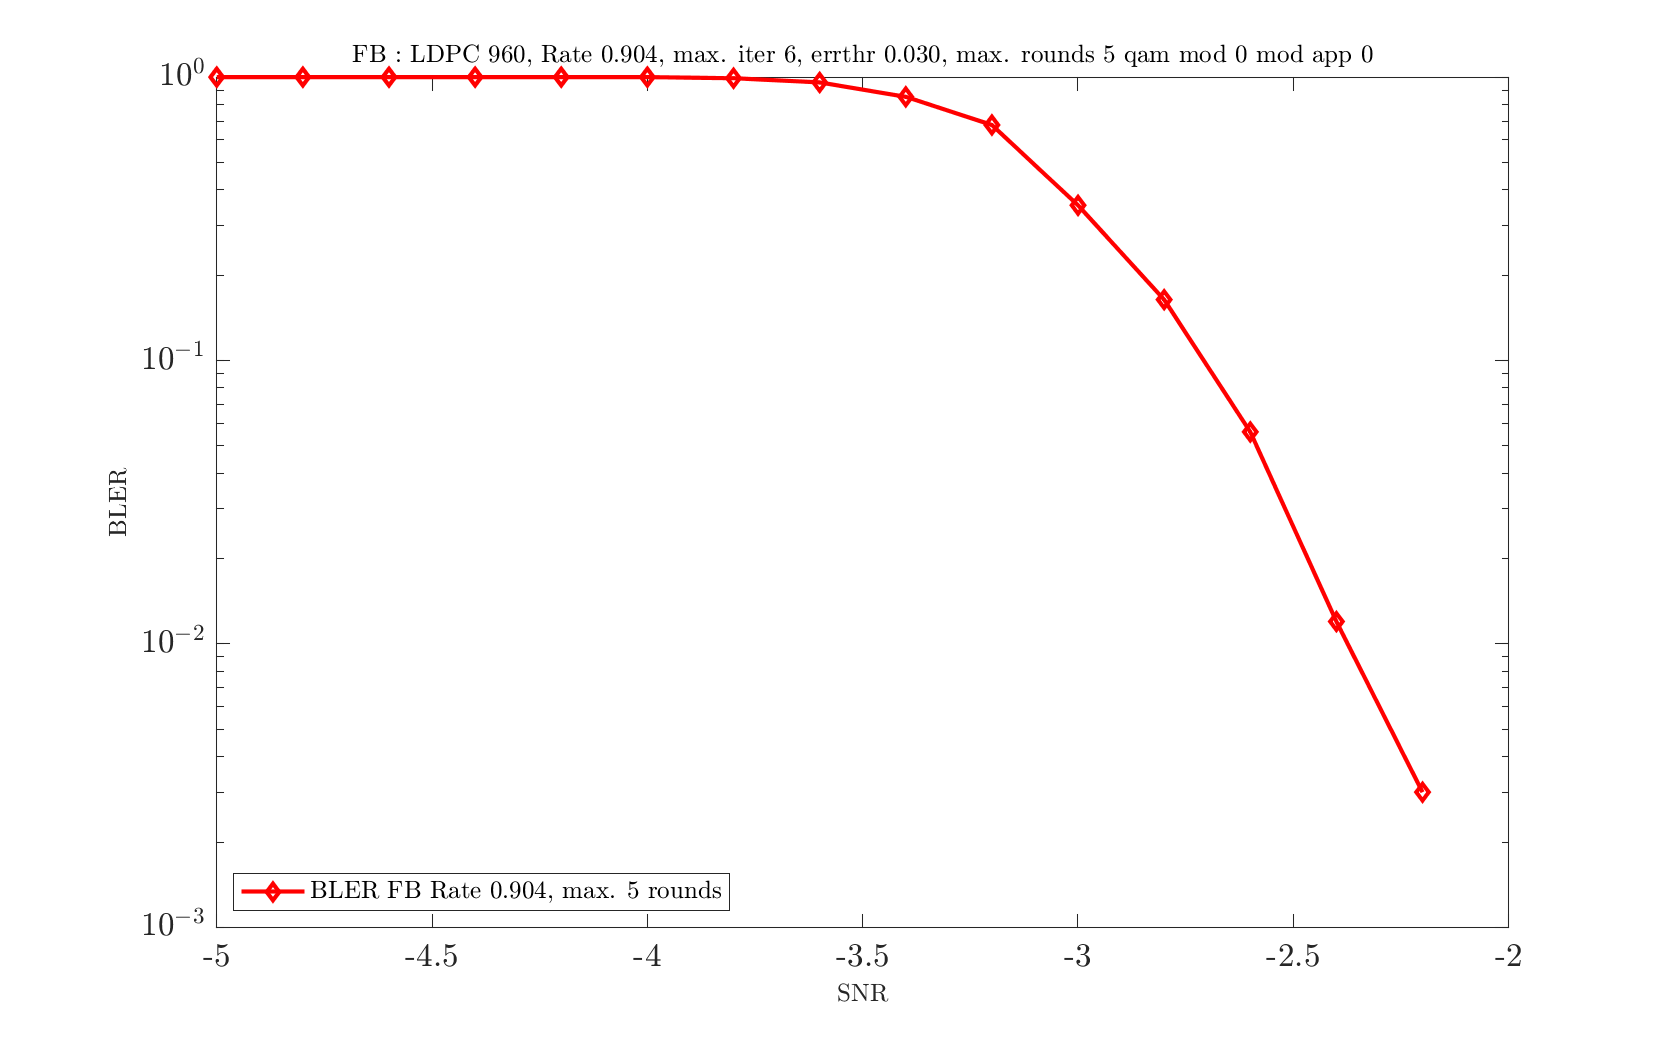 FB : LDPC 960, Rate 0.904, max. iter 6, errthr 0.030, max. rounds 5 qam mod 0 mod app 0
10^0
10^{-1}
10^{-2}
10^{-3}
BLER
BLER FB Rate 0.904, max. 5 rounds
-5 -4.5 -4 -3.5 -3 -2.5 -2
SNR